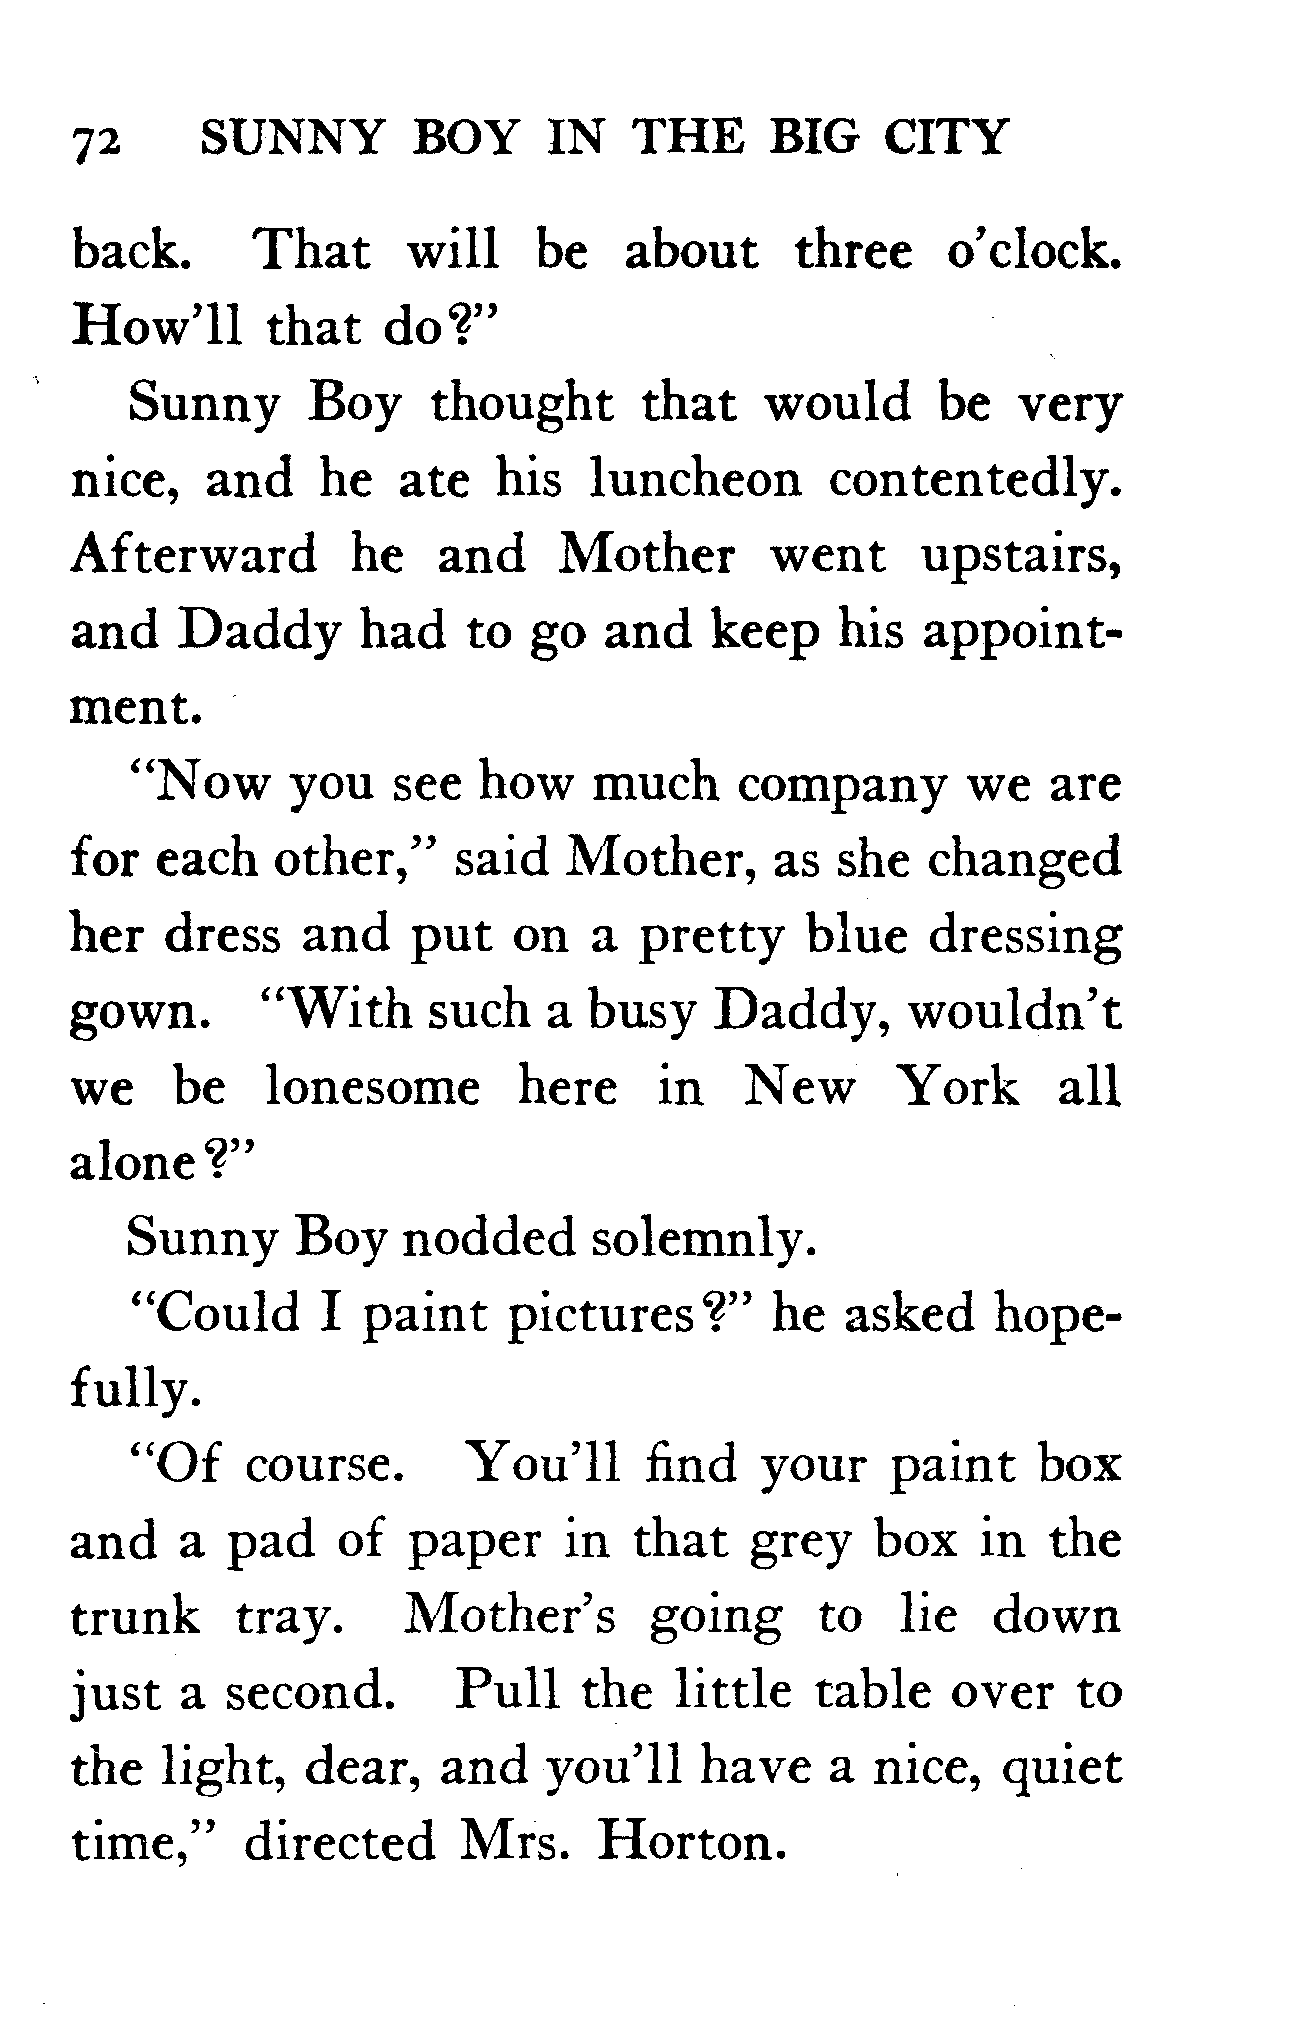 72 SUNNY BOY IN THE BIG CITY
back. That will be about three o'clock.
How'll that do?"
Sunny Boy thought that would be very
nice, and he ate his luncheon contentedly.
Afterward he and Mother went upstairs,
and Daddy had to go and keep his appoint-
ment.
"Now you see how much company we are
for each other," said Mother, as she changed
her dress and put on a pretty blue dressing
gown. "With such a busy Daddy, wouldn't
we be lonesome here in New York all
alone?"
Sunny Boy nodded solemnly.
"Could I paint pictures?" he asked hope-
fully.
"Of course. You'll find your paint box
and a pad of paper in that grey box in the
trunk tray. Mother's going to lie down
just a second. Pull the little table over to
the light, dear, and you'll have a nice, quiet
time," directed Mrs. Horton.